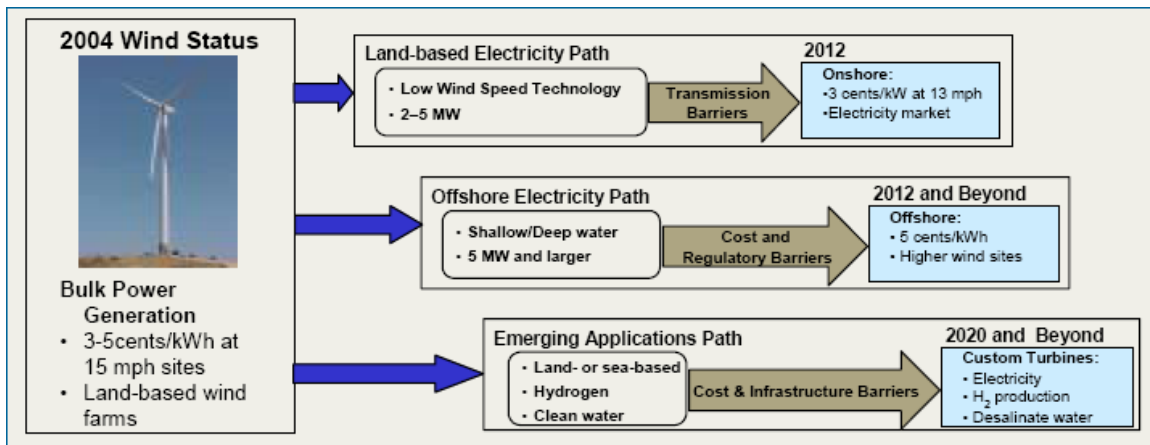 2004 Wind Status
Bulk Power
Generation
• 3-5cents/kWh at
15 mph sites
• Land-based wind
farms
Land-based Electricity Path
• Low Wind Speed Technology
• 2–5 MW
Transmission
Barriers
2012
Onshore:
•3 cents/kW at 13 mph
•Electricity market
Offshore Electricity Path
• Shallow/Deep water
• 5 MW and larger
Cost and
Regulatory Barriers
2012 and Beyond
Offshore:
• 5 cents/kWh
• Higher wind sites
Emerging Applications Path
• Land- or sea-based
• Hydrogen
• Clean water
Cost & Infrastructure Barriers
2020 and Beyond
Custom Turbines:
• Electricity
• H₂ production
• Desalinate water